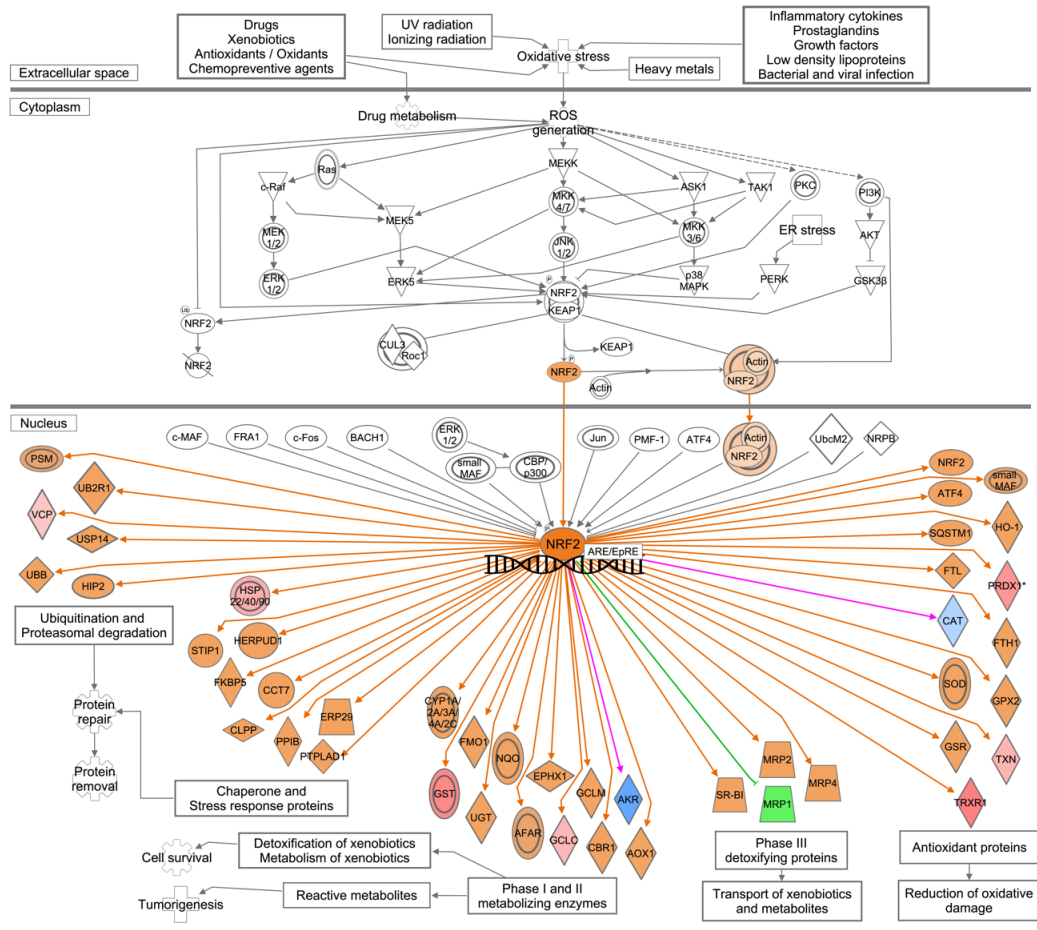 Drugs
Xenobiotics
Antioxidants / Oxidants
Chemopreventive agents
UV radiation
Ionizing radiation
Inflammatory cytokines
Prostaglandins
Growth factors
Low density lipoproteins
Bacterial and viral infection
Oxidative stress
Heavy metals
Extracellular space
Cytoplasm
Drug metabolism
ROS
generation
Ras
MEKK
c-Raf
ASK1
TAK1
PKC
PI3K
MKK
4/7
MEK5
MEK
1/2
MKK
3/6
ER stress
AKT
JNK
1/2
ERK
1/2
ERK5
p38
MAPK
PERK
GSK3β
P
NRF2
KEAP1
Ubi
NRF2
NRF2
CUL3
Roc1
KEAP1
P
NRF2
Actin
Actin
NRF2
Nucleus
c-MAF
FRA1
c-Fos
BACH1
ERK
1/2
small
MAF
CBP/
p300
Jun
PMF-1
ATF4
Actin
NRF2
UbcM2
NRPB
PSM
UB2R1
VCP
USP14
UBB
HIP2
NRF2
small
MAF
ATF4
HO-1
SQSTM1
NRF2
ARE/EpRE
FTL
PRDX1*
CAT
FTH1
HSP
22/40/90
HERPUD1
STIP1
FKBP5
CCT7
CLPP
PPIB
ERP29
PTPLAD1
SOD
GPX2
GSR
TXN
TRXR1
CYP1A/
2A/3A/
4A/2C
FMO1
NQO
EPHX1
GCLM
AKR
GST
UGT
AFAR
GCLC
CBR1
AOX1
SR-BI
MRP2
MRP1
MRP4
Ubiquitination and
Proteasomal degradation
Protein
repair
Protein
removal
Chaperone and
Stress response proteins
Cell survival
Detoxification of xenobiotics
Metabolism of xenobiotics
Tumorigenesis
Reactive metabolites
Phase I and II
metabolizing enzymes
Phase III
detoxifying proteins
Transport of xenobiotics
and metabolites
Antioxidant proteins
Reduction of oxidative
damage